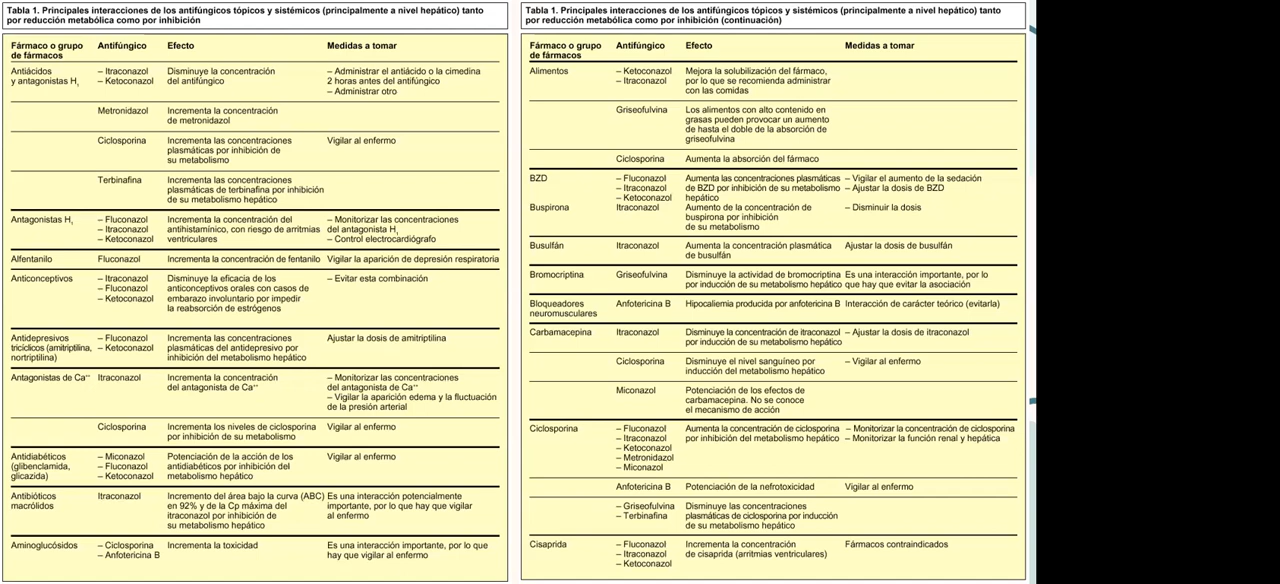 Tabla 1. Principales interacciones de los antifúngicos tópicos y sistémicos (principalmente a nivel hepático) tanto
por reducción metabólica como por inhibición
Fármaco o grupo Antifúngico Efecto Medidas a tomar
de fármacos
Antiácidos – Itraconazol Disminuye la concentración – Administrar el antiácido o la cimedina
y antagonistas H₁ – Ketoconazol del antifúngico 2 horas antes del antifúngico
– Administrar otro
Metronidazol Incrementa la concentración
de metronidazol
Ciclosporina Incrementa las concentraciones Vigilar al enfermo
plasmáticas por inhibición de
su metabolismo
Terbinafina Incrementa las concentraciones
plasmáticas de terbinafina por inhibición
de su metabolismo hepático
Antagonistas H₁ – Fluconazol Incrementa la concentración del – Monitorizar las concentraciones
– Itraconazol antihistamínico, con riesgo de arritmias del antagonista H₁
– Ketoconazol ventriculares – Control electrocardiógrafo
Alfentanilo Fluconazol Incrementa la concentración de fentanilo Vigilar la aparición de depresión respiratoria
Anticonceptivos – Itraconazol Disminuye la eficacia de los – Evitar esta combinación
– Fluconazol anticonceptivos orales con casos de
– Ketoconazol embarazo involuntario por impedir
la reabsorción de estrógenos
Antidepresivos – Fluconazol Incrementa las concentraciones Ajustar la dosis de amitriptilina
tricíclicos (amitriptilina, – Ketoconazol plasmáticas del antidepresivo por
nortriptilina) inhibición del metabolismo hepático
Antagonistas de Ca⁺⁺ Itraconazol Incrementa la concentración – Monitorizar las concentraciones
del antagonista de Ca⁺⁺ del antagonista de Ca⁺⁺
– Vigilar la aparición edema y la fluctuación
de la presión arterial
Ciclosporina Incrementa los niveles de ciclosporina Vigilar al enfermo
por inhibición de su metabolismo
Antidiabéticos – Miconazol Potenciación de la acción de los Vigilar al enfermo
(glibenclamida, – Fluconazol antidiabéticos por inhibición del
glicazida) – Ketoconazol metabolismo hepático
Antibióticos Itraconazol Incremento del área bajo la curva (ABC) Es una interacción potencialmente
macrólidos en 92% y de la Cp máxima del importante, por lo que hay que vigilar
itraconazol por inhibición de al enfermo
su metabolismo hepático
Aminoglucósidos – Ciclosporina Incrementa la toxicidad Es una interacción importante, por lo que
– Anfotericina B hay que vigilar al enfermo
Tabla 1. Principales interacciones de los antifúngicos tópicos y sistémicos (principalmente a nivel hepático) tanto
por reducción metabólica como por inhibición (continuación)
Fármaco o grupo Antifúngico Efecto Medidas a tomar
de fármacos
Alimentos – Ketoconazol Mejora la solubilización del fármaco,
– Itraconazol por lo que se recomienda administrar
con las comidas
Griseofulvina Los alimentos con alto contenido en
grasas pueden provocar un aumento
de hasta el doble de la absorción de
griseofulvina
Ciclosporina Aumenta la absorción del fármaco
BZD – Fluconazol Aumenta las concentraciones plasmáticas – Vigilar el aumento de la sedación
– Itraconazol de BZD por inhibición de su metabolismo – Ajustar la dosis de BZD
– Ketoconazol hepático
Buspirona Itraconazol Aumento de la concentración de – Disminuir la dosis
buspirona por inhibición
de su metabolismo
Busulfán Itraconazol Aumenta la concentración plasmática Ajustar la dosis de busulfán
de busulfán
Bromocriptina Griseofulvina Disminuye la actividad de bromocriptina Es una interacción importante, por lo
por inducción de su metabolismo hepático que hay que evitar la asociación
Bloqueadores Anfotericina B Hipocaliemia producida por anfotericina B Interacción de carácter teórico (evitarla)
neuromusculares
Carbamacepina Itraconazol Disminuye la concentración de itraconazol – Ajustar la dosis de itraconazol
por inducción de su metabolismo hepático
Ciclosporina Disminuye el nivel sanguíneo por – Vigilar al enfermo
inducción del metabolismo hepático
Miconazol Potenciación de los efectos de
carbamacepina. No se conoce
el mecanismo de acción
Ciclosporina – Fluconazol Aumenta la concentración de ciclosporina – Monitorizar la concentración de ciclosporina
– Itraconazol por inhibición del metabolismo hepático – Monitorizar la función renal y hepática
– Ketoconazol
– Metronidazol
– Miconazol
Anfotericina B Potenciación de la nefrotoxicidad Vigilar al enfermo
– Griseofulvina Disminuye las concentraciones
– Terbinafina plasmáticas de ciclosporina por inducción
de su metabolismo hepático
Cisaprida – Fluconazol Incrementa la concentración Fármacos contraindicados
– Itraconazol de cisaprida (arritmias ventriculares)
– Ketoconazol